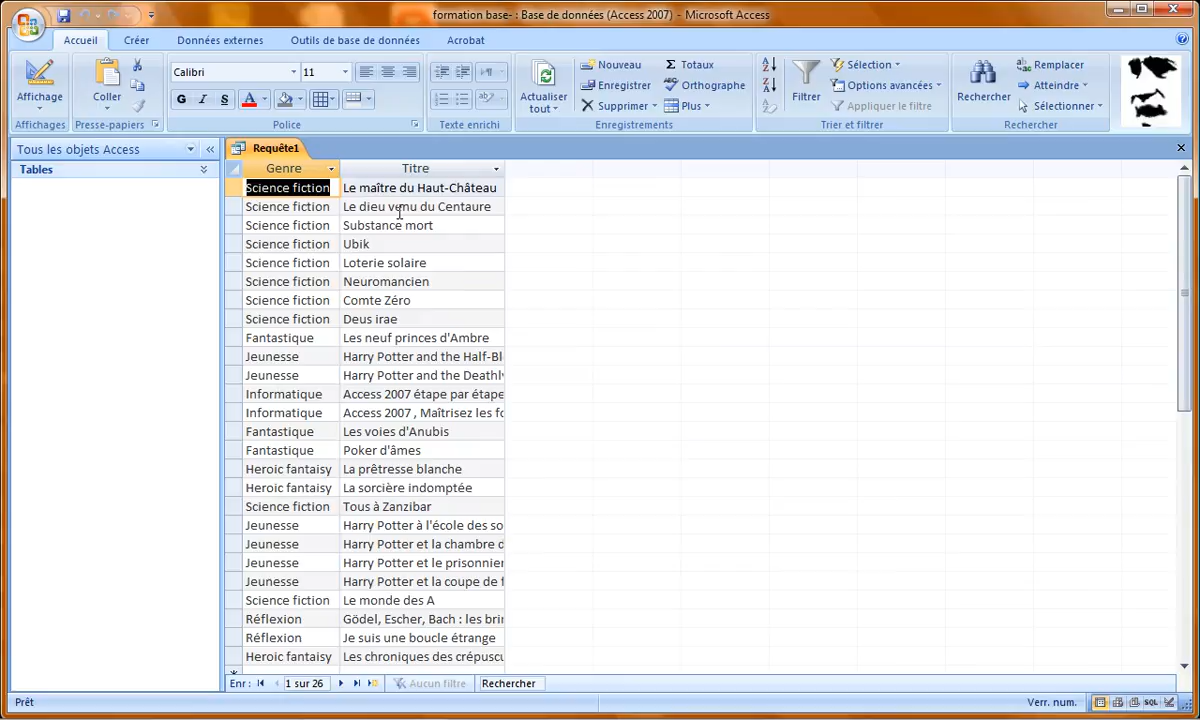 formation base- : Base de données (Access 2007) - Microsoft Access
Accueil Créer Données externes Outils de base de données Acrobat
Affichage
Coller
Calibri 11
G I S A
Actualiser tout
Nouveau
Enregistrer
Supprimer
Σ Totaux
Orthographe
Plus
Filtrer
Sélection
Options avancées
Appliquer le filtre
Rechercher
Remplacer
Atteindre
Sélectionner
Affichages Presse-papiers Police Texte enrichi Enregistrements Trier et filtrer Rechercher
Tous les objets Access
Tables
Requête1
Genre Titre
Science fiction Le maître du Haut-Château
Science fiction Le dieu venu du Centaure
Science fiction Substance mort
Science fiction Ubik
Science fiction Loterie solaire
Science fiction Neuromancien
Science fiction Comte Zéro
Science fiction Deus irae
Fantastique Les neuf princes d'Ambre
Jeunesse Harry Potter and the Half-Bl
Jeunesse Harry Potter and the Deathl
Informatique Access 2007 étape par étape
Informatique Access 2007 , Maîtrisez les fo
Fantastique Les voies d'Anubis
Fantastique Poker d'âmes
Heroic fantaisy La prêtresse blanche
Heroic fantaisy La sorcière indomptée
Science fiction Tous à Zanzibar
Jeunesse Harry Potter à l'école des so
Jeunesse Harry Potter et la chambre d
Jeunesse Harry Potter et le prisonnier
Jeunesse Harry Potter et la coupe de f
Science fiction Le monde des A
Réflexion Gödel, Escher, Bach : les bri
Réflexion Je suis une boucle étrange
Heroic fantaisy Les chroniques des crépuscu
Enr : 1 sur 26 Aucun filtre Rechercher
Prêt Verr. num. SQL